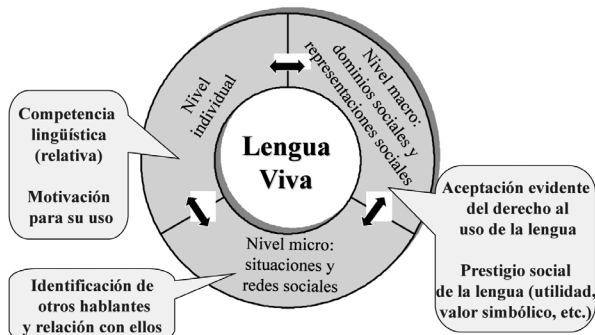 Nivel
individual
Nivel macro:
dominios sociales y
representaciones sociales
Competencia
lingüística
(relativa)
Motivación
para su uso
Lengua
Viva
Aceptación evidente
del derecho al
uso de la lengua
Prestigio social
de la lengua (utilidad,
valor simbólico, etc.)
Nivel micro:
situaciones y
redes sociales
Identificación de
otros hablantes
y relación con ellos